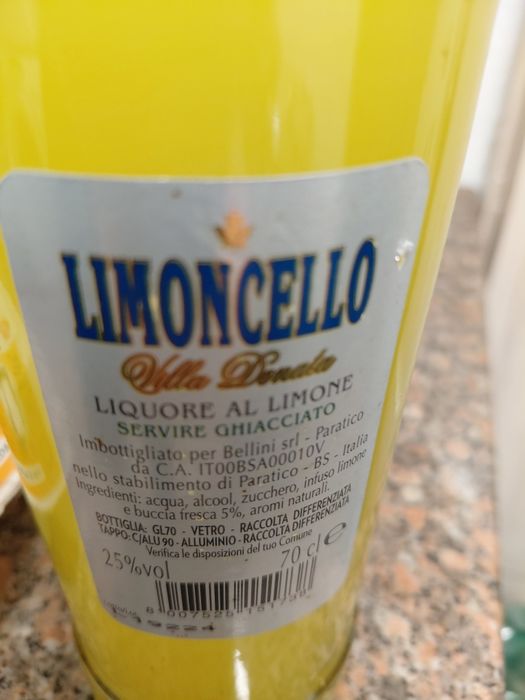 LIMONCELLO
Villa Donata
LIQUORE AL LIMONE
SERVIRE GHIACCIATO
Imbottigliato per Bellini srl - Paratico
da C.A. IT00BSA00010V
nello stabilimento di Paratico - BS - Italia
Ingredienti: acqua, alcool, zucchero, infuso limone
e buccia fresca 5%, aromi naturali.
BOTTIGLIA: GL70 - VETRO - RACCOLTA DIFFERENZIATA
TAPPO: C/ALU 90 - ALLUMINIO - RACCOLTA DIFFERENZIATA
Verifica le disposizioni del tuo Comune
25%vol 70 cl e